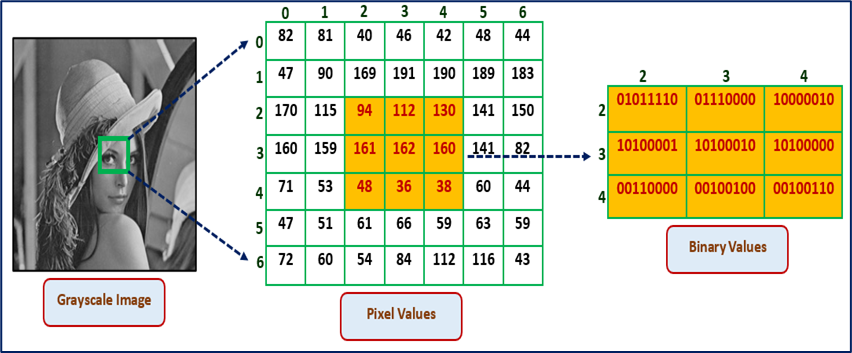 0 1 2 3 4 5 6
0 82 81 40 46 42 48 44
1 47 90 169 191 190 189 183
2 170 115 94 112 130 141 150
3 160 159 161 162 160 141 82
4 71 53 48 36 38 60 44
5 47 51 61 66 59 63 59
6 72 60 54 84 112 116 43
2 3 4
2 01011110 01110000 10000010
3 10100001 10100010 10100000
4 00110000 00100100 00100110
Grayscale Image
Pixel Values
Binary Values